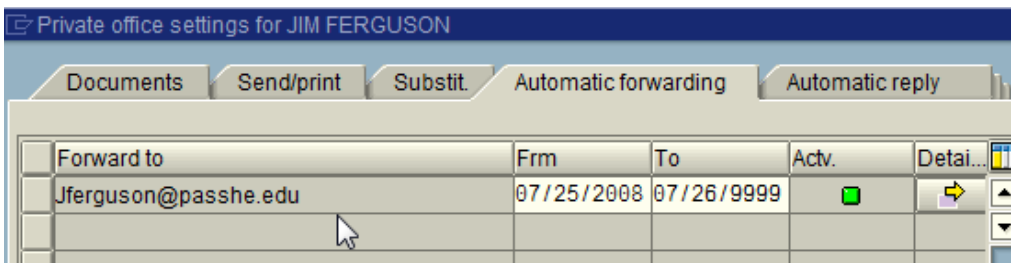 Private office settings for JIM FERGUSON
Documents Send/print Substit. Automatic forwarding Automatic reply
Forward to Frm To Actv. Detai...
Jferguson@passhe.edu 07/25/2008 07/26/9999